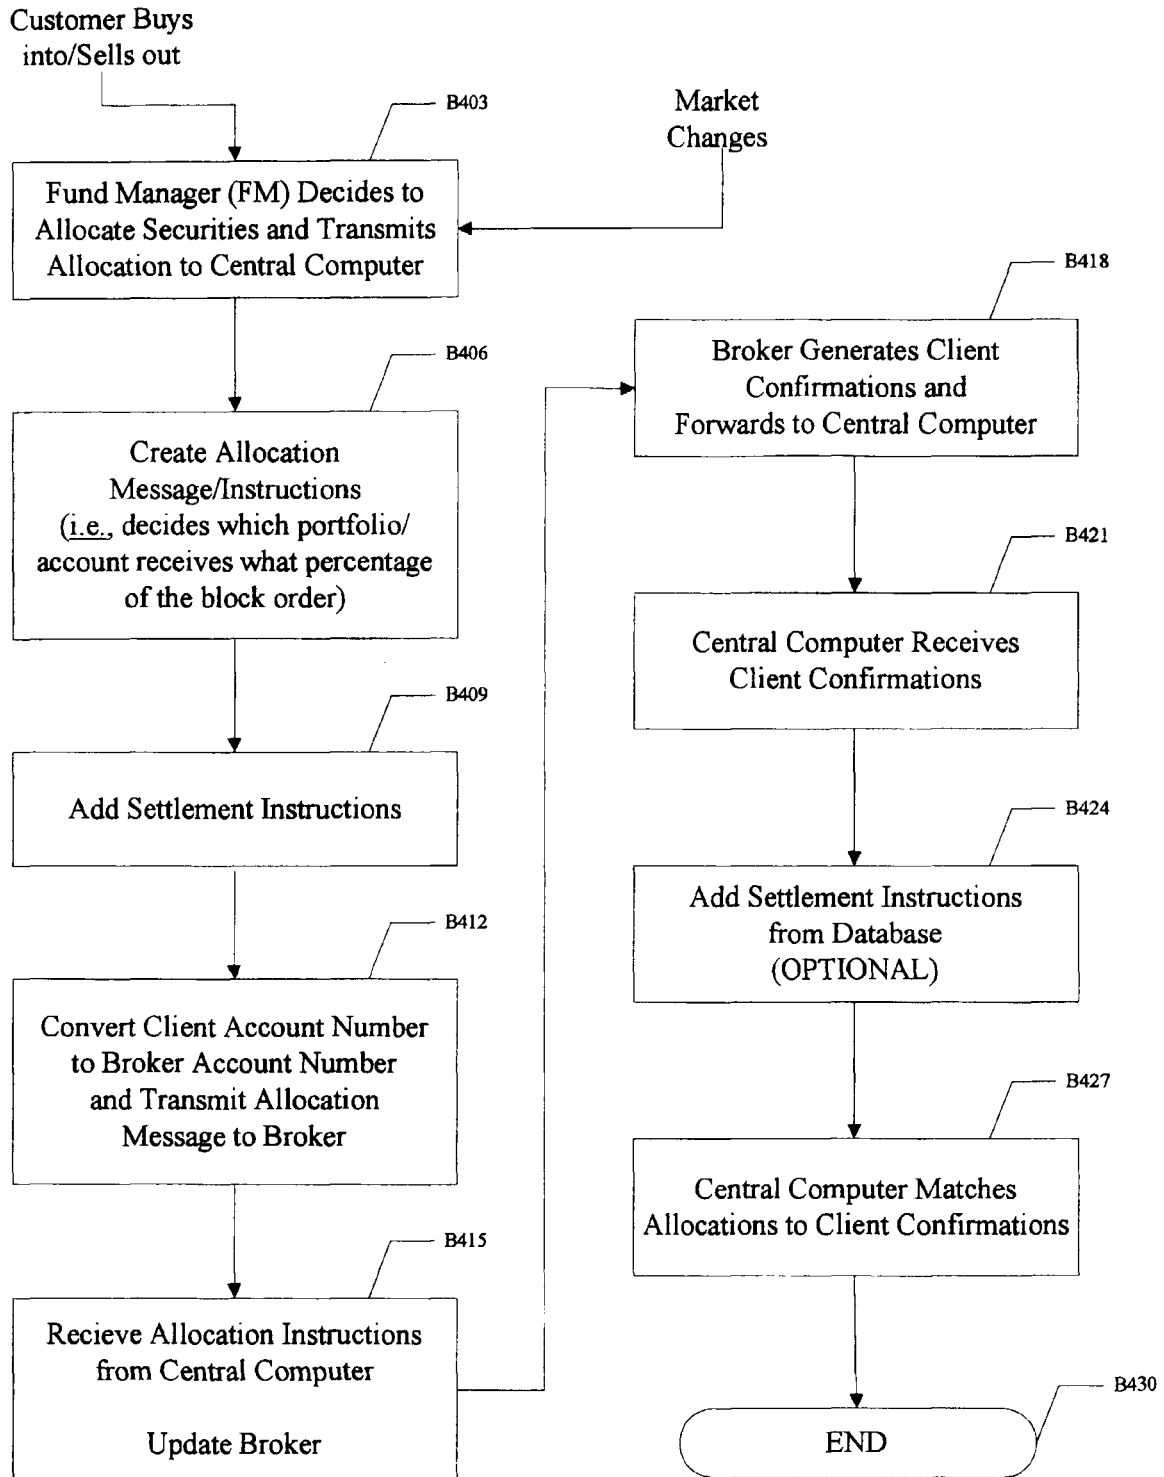 Customer Buys
into/Sells out
B403
Fund Manager (FM) Decides to
Allocate Securities and Transmits
Allocation to Central Computer
Market
Changes
B406
Create Allocation
Message/Instructions
(i.e., decides which portfolio/
account receives what percentage
of the block order)
B409
Add Settlement Instructions
B412
Convert Client Account Number
to Broker Account Number
and Transmit Allocation
Message to Broker
B415
Recieve Allocation Instructions
from Central Computer
Update Broker
B418
Broker Generates Client
Confirmations and
Forwards to Central Computer
B421
Central Computer Receives
Client Confirmations
B424
Add Settlement Instructions
from Database
(OPTIONAL)
B427
Central Computer Matches
Allocations to Client Confirmations
B430
END